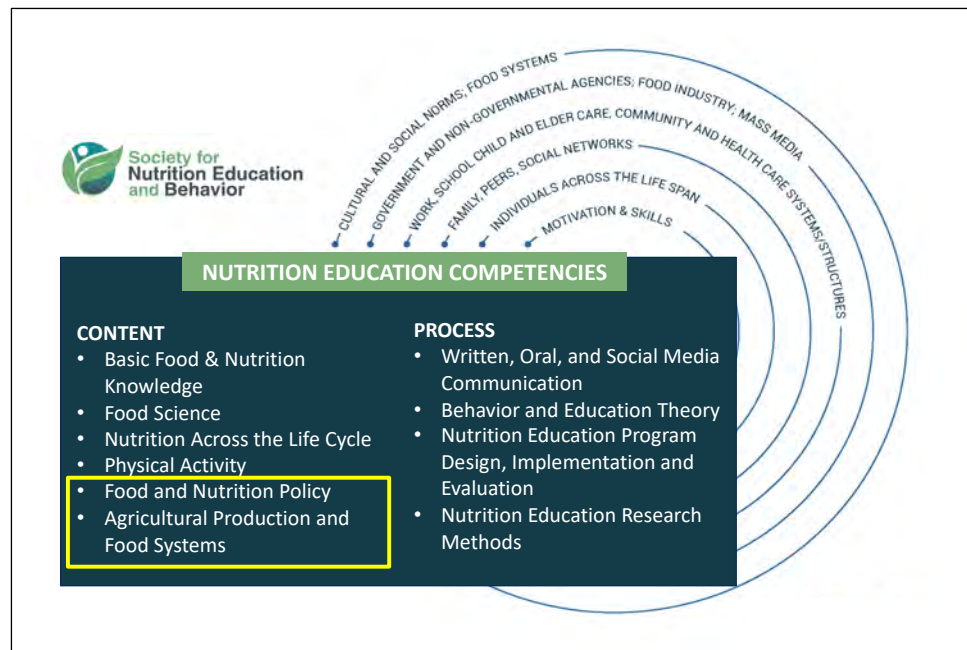 CULTURAL AND SOCIAL NORMS; FOOD SYSTEMS
GOVERNMENT AND NON-GOVERNMENTAL AGENCIES; FOOD INDUSTRY; MASS MEDIA
WORK, SCHOOL CHILD AND ELDER CARE, COMMUNITY AND HEALTH CARE SYSTEMS/STRUCTURES
FAMILY, PEERS, SOCIAL NETWORKS
INDIVIDUALS ACROSS THE LIFE SPAN
MOTIVATION & SKILLS
Society for
Nutrition Education
and Behavior
NUTRITION EDUCATION COMPETENCIES
CONTENT
• Basic Food & Nutrition
Knowledge
• Food Science
• Nutrition Across the Life Cycle
• Physical Activity
• Food and Nutrition Policy
• Agricultural Production and
Food Systems
PROCESS
• Written, Oral, and Social Media
Communication
• Behavior and Education Theory
• Nutrition Education Program
Design, Implementation and
Evaluation
• Nutrition Education Research
Methods